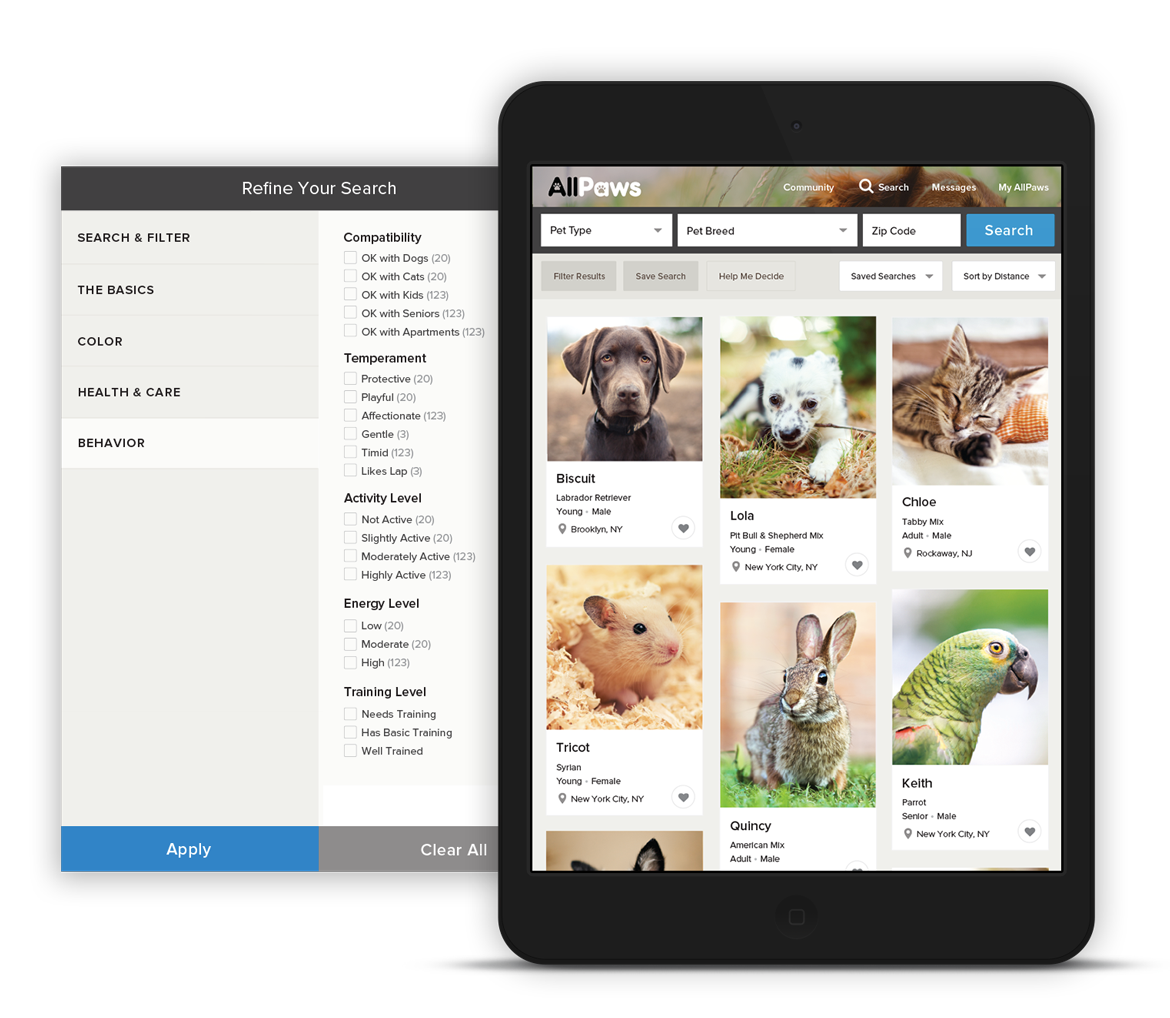 Refine Your Search
SEARCH & FILTER
THE BASICS
COLOR
HEALTH & CARE
BEHAVIOR
Compatibility
OK with Dogs (20)
OK with Cats (20)
OK with Kids (123)
OK with Seniors (123)
OK with Apartments (123)
Temperament
Protective (20)
Playful (20)
Affectionate (123)
Gentle (3)
Timid (123)
Likes Lap (3)
Activity Level
Not Active (20)
Slightly Active (20)
Moderately Active (123)
Highly Active (123)
Energy Level
Low (20)
Moderate (20)
High (123)
Training Level
Needs Training
Has Basic Training
Well Trained
Apply
Clear All
AllPaws
Community
Search
Messages
My AllPaws
Pet Type
Pet Breed
Zip Code
Search
Filter Results
Save Search
Help Me Decide
Saved Searches
Sort by Distance
Biscuit
Labrador Retriever
Young • Male
Brooklyn, NY
Lola
Pit Bull & Shepherd Mix
Young • Female
New York City, NY
Chloe
Tabby Mix
Adult • Male
Rockaway, NJ
Tricot
Syrian
Young • Female
New York City, NY
Quincy
American Mix
Adult • Male
Keith
Parrot
Senior • Male
New York City, NY